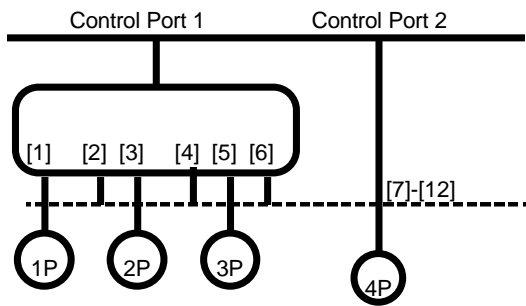 Control Port 1 Control Port 2
[1] [2] [3] [4] [5] [6]
[7]-[12]
1P 2P 3P 4P